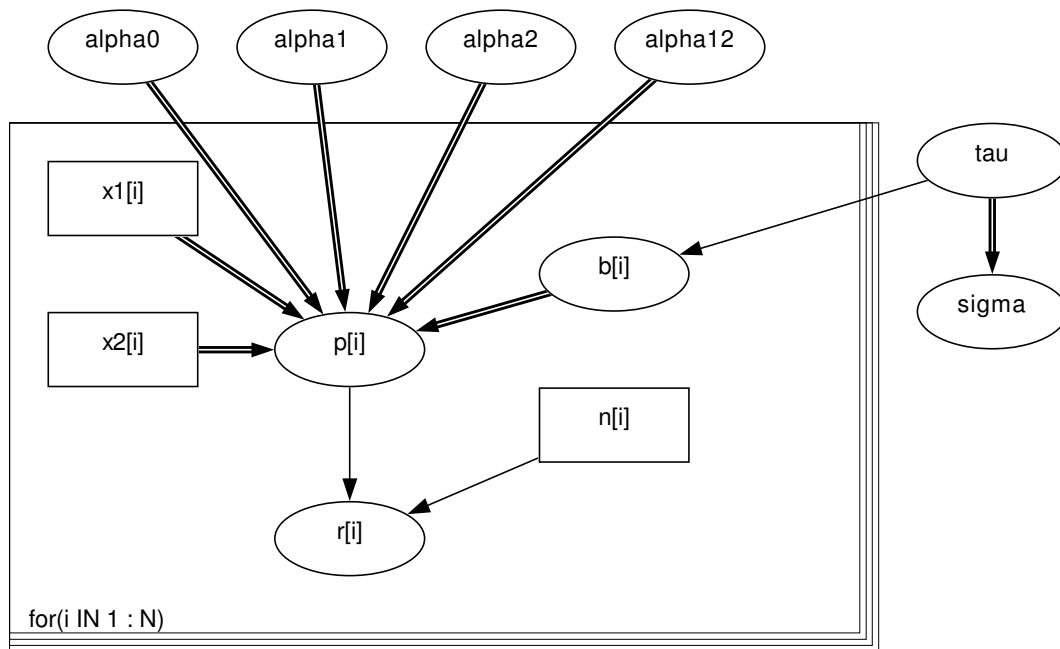 alpha0
alpha1
alpha2
alpha12
tau
x1[i]
b[i]
sigma
x2[i]
p[i]
n[i]
r[i]
for(i IN 1 : N)